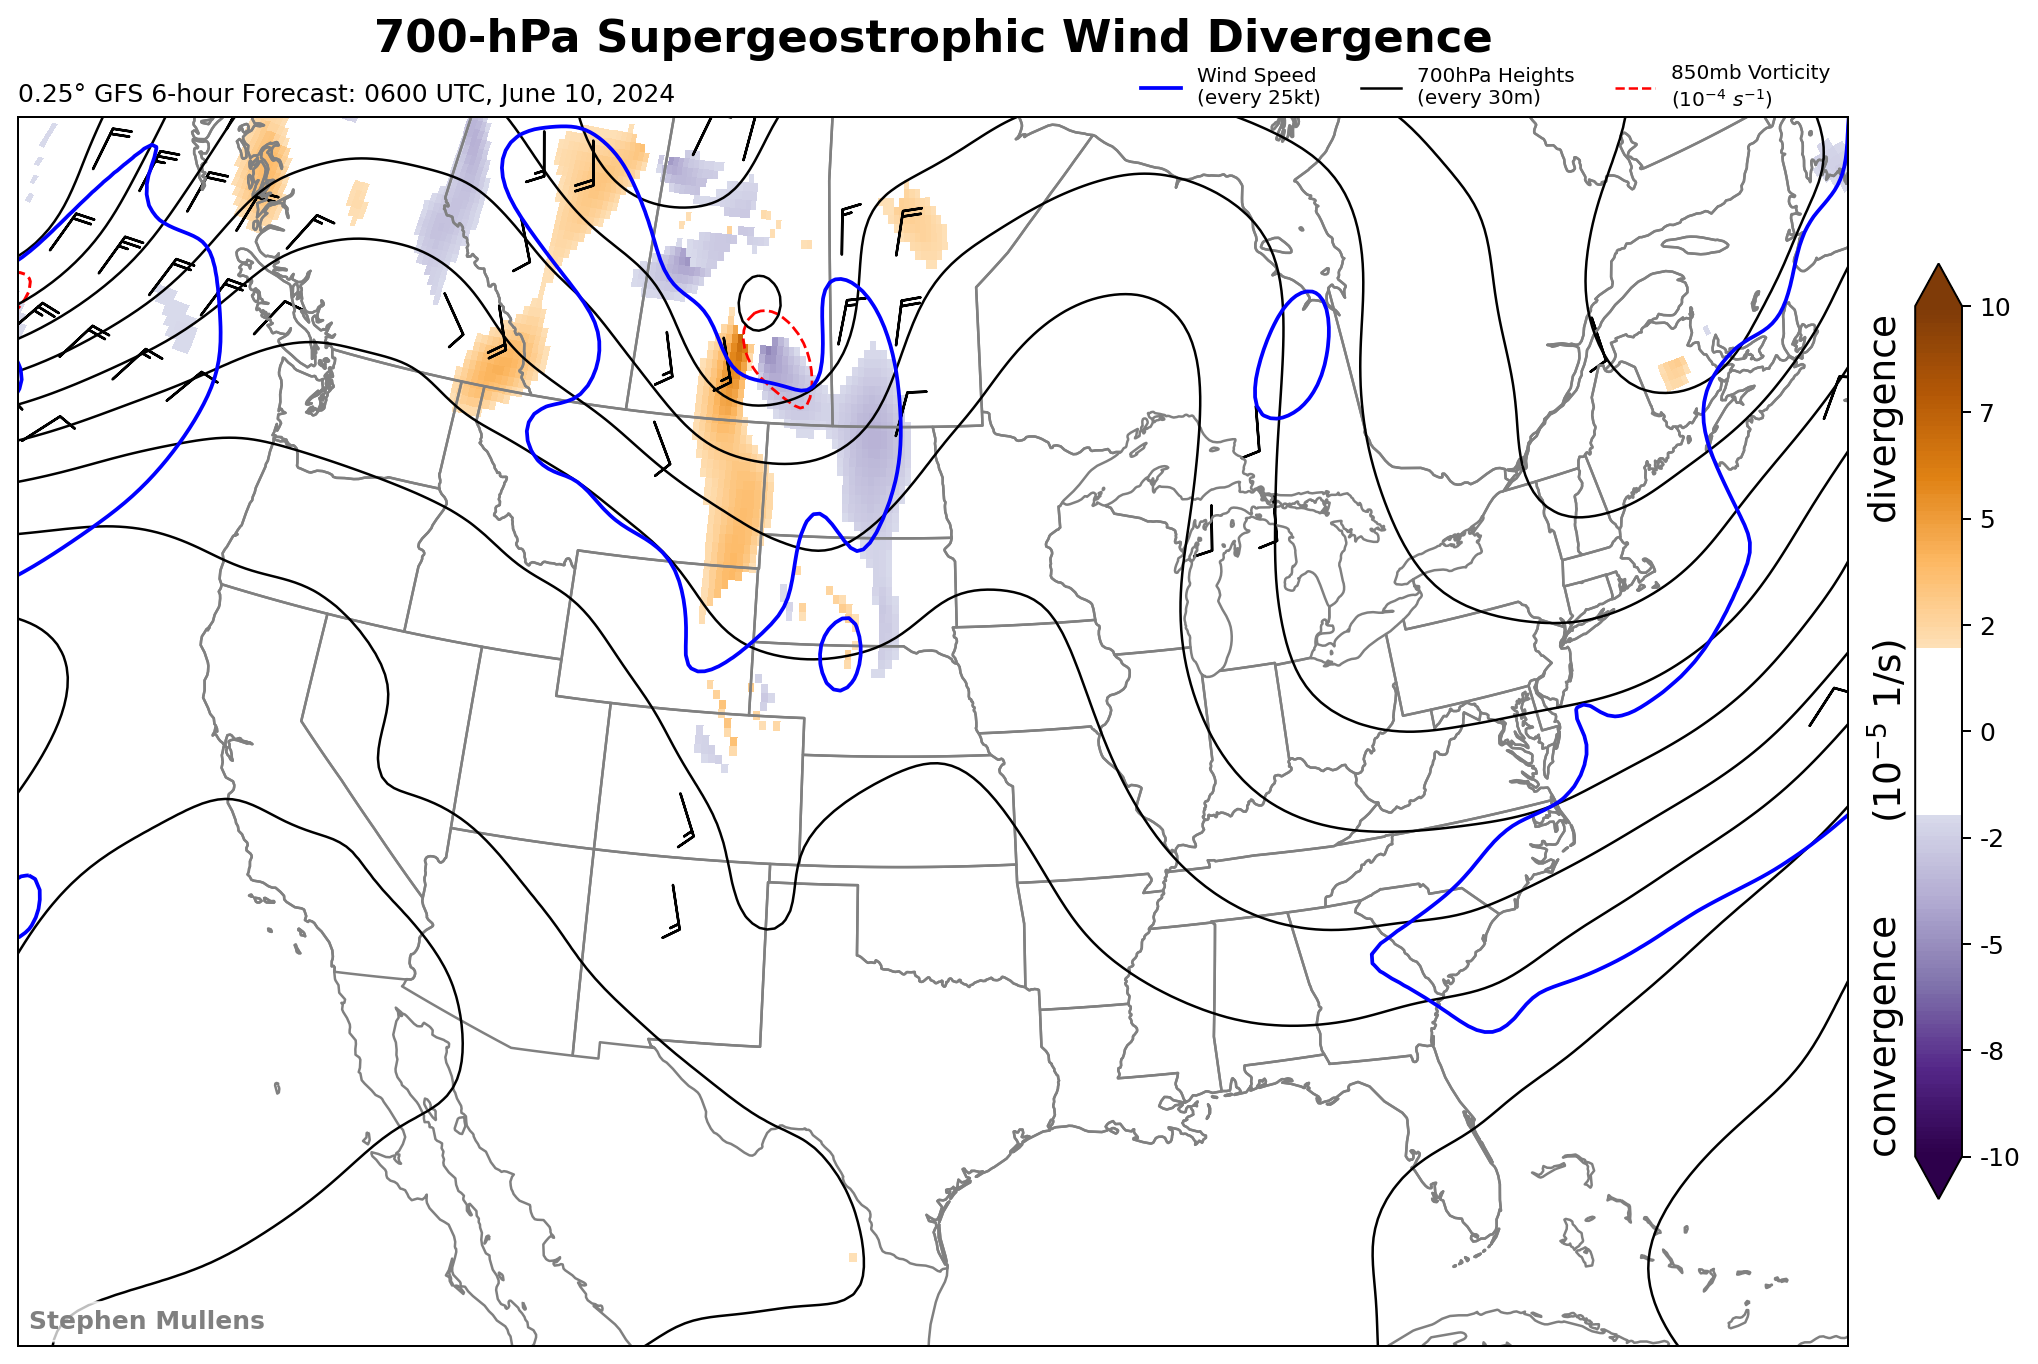 700-hPa Supergeostrophic Wind Divergence
0.25° GFS 6-hour Forecast: 0600 UTC, June 10, 2024
Wind Speed
(every 25kt)
700hPa Heights
(every 30m)
850mb Vorticity
(10⁻⁴ s⁻¹)
10
7
5
2
0
-2
-5
-8
-10
convergence (10⁻⁵ 1/s) divergence
Stephen Mullens